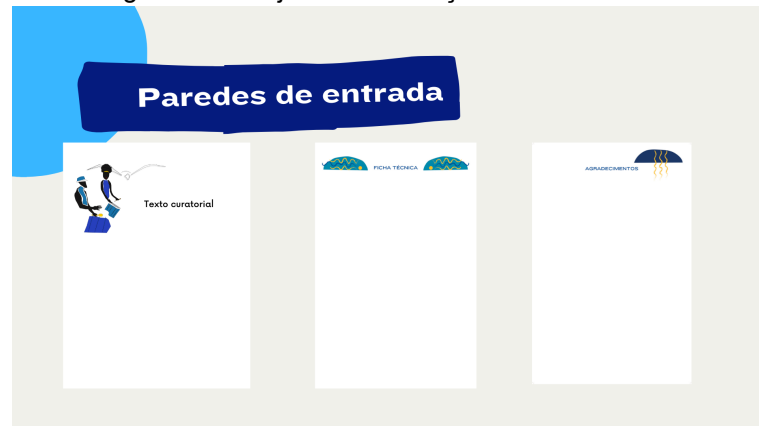 Paredes de entrada
Texto curatorial
FICHA TÉCNICA
AGRADECIMENTOS